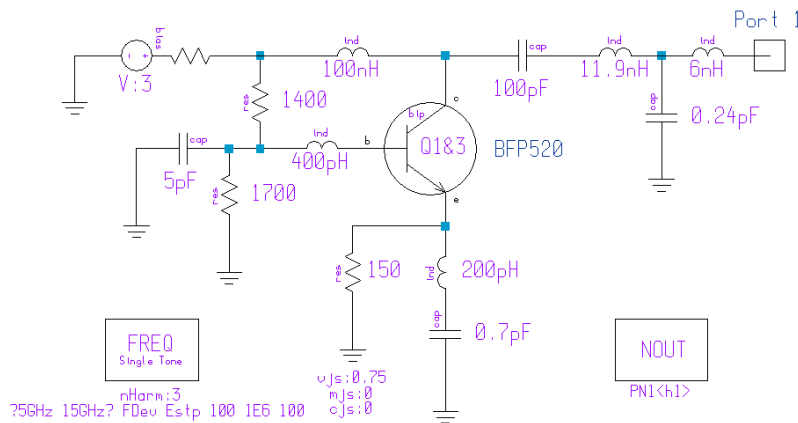 Port 1
bias
V:3
ind
100nH
cap
100pF
ind
11.9nH
ind
6nH
cap
0.24pF
res
1400
c
blp
Q1&3
BFP520
cap
5pF
ind
400pH
b
res
1700
e
res
150
ind
200pH
cap
0.7pF
FREQ
Single Tone
nHarm:3
?5GHz 15GHz? FDev Estp 100 1E6 100
vjs:0.75
mjs:0
cjs:0
NOUT
PN1<h1>